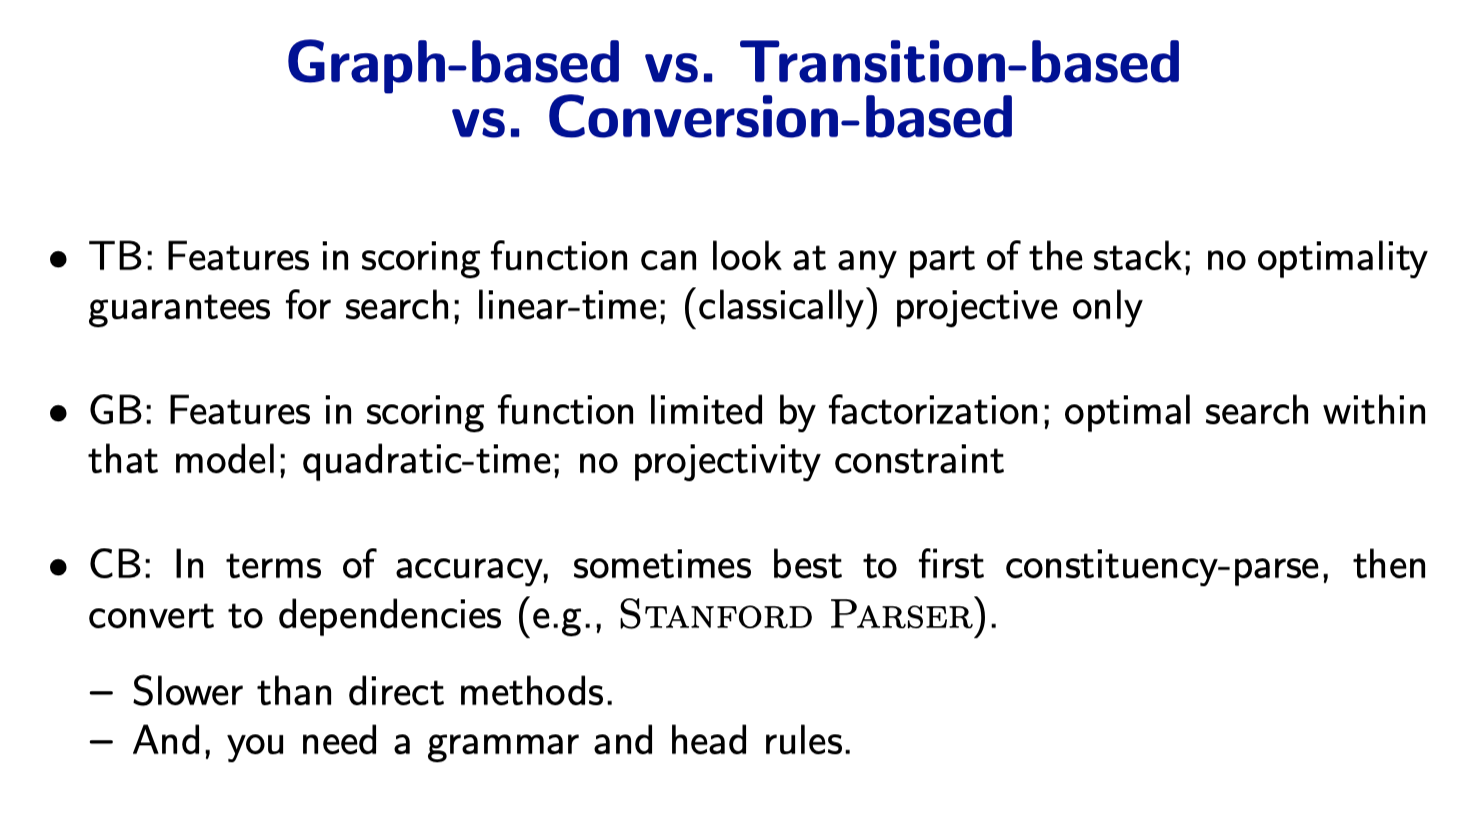 Graph-based vs. Transition-based
vs. Conversion-based
• TB: Features in scoring function can look at any part of the stack; no optimality
guarantees for search; linear-time; (classically) projective only
• GB: Features in scoring function limited by factorization; optimal search within
that model; quadratic-time; no projectivity constraint
• CB: In terms of accuracy, sometimes best to first constituency-parse, then
convert to dependencies (e.g., STANFORD PARSER).
– Slower than direct methods.
– And, you need a grammar and head rules.